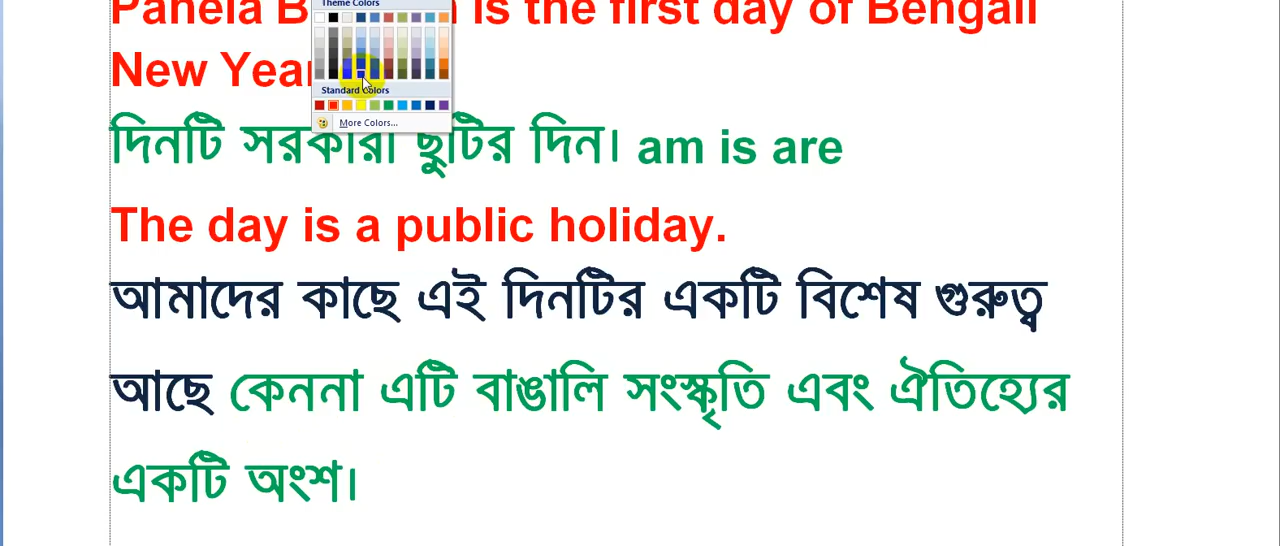 Theme Colors
is the first day of Bengali
New Year
Standard Colors
More Colors...
দিনটি সরকারী ছুটির দিন। am is are
The day is a public holiday.
আমাদের কাছে এই দিনটির একটি বিশেষ গুরুত্ব
আছে কেননা এটি বাঙালি সংস্কৃতি এবং ঐতিহ্যের
একটি অংশ।